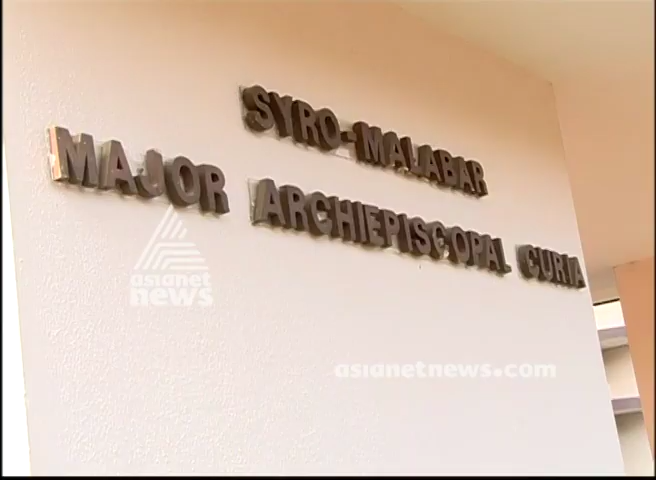 SYRO-MALABAR
MAJOR ARCHIEPISCOPAL CURIA
asianet
news
asianetnews.com